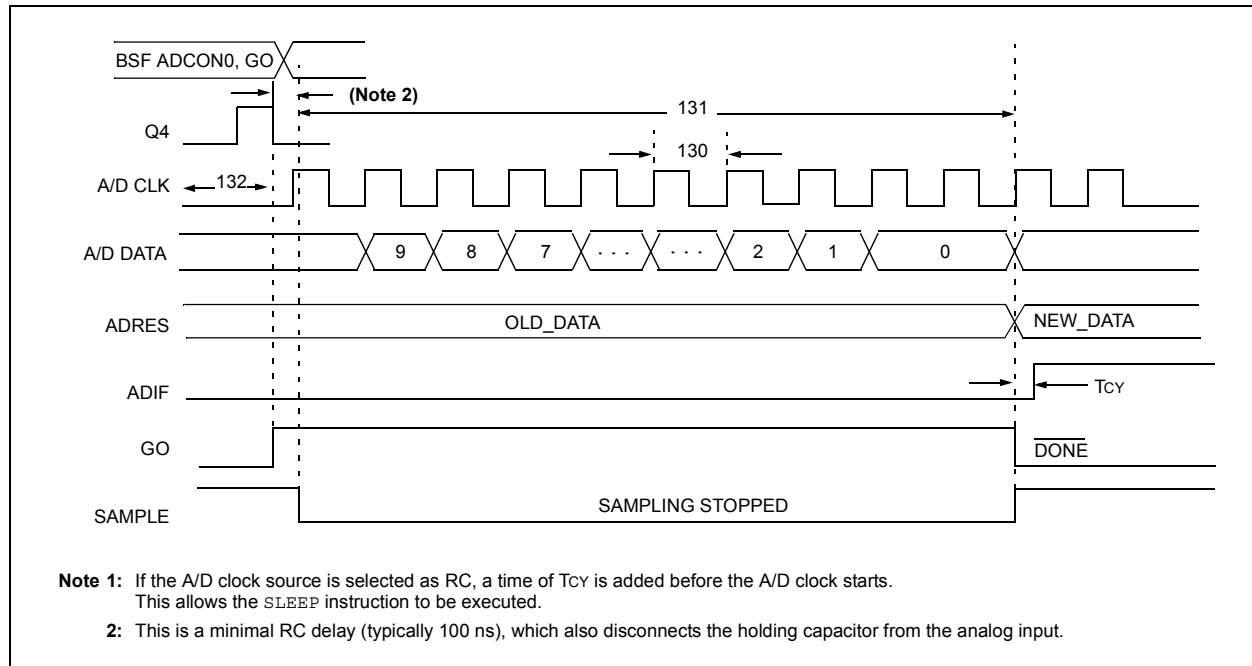 BSF ADCON0, GO
(Note 2)
131
Q4
130
A/D CLK
132
A/D DATA
9 8 7 . . . . . . 2 1 0
ADRES
OLD_DATA
NEW_DATA
ADIF
TCY
GO
DONE
SAMPLE
SAMPLING STOPPED
Note 1: If the A/D clock source is selected as RC, a time of TCY is added before the A/D clock starts.
This allows the SLEEP instruction to be executed.
2: This is a minimal RC delay (typically 100 ns), which also disconnects the holding capacitor from the analog input.